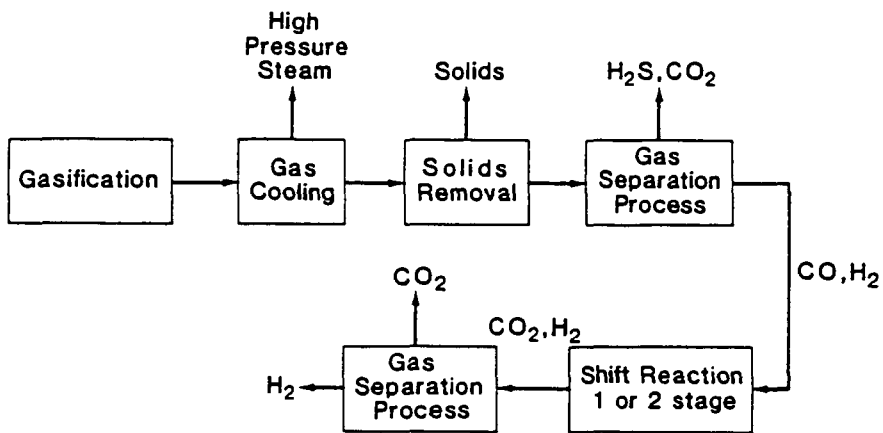 High
Pressure
Steam
Solids
H₂S,CO₂
Gasification
Gas
Cooling
Solids
Removal
Gas
Separation
Process
CO,H₂
CO₂
CO₂,H₂
H₂
Gas
Separation
Process
Shift Reaction
1 or 2 stage